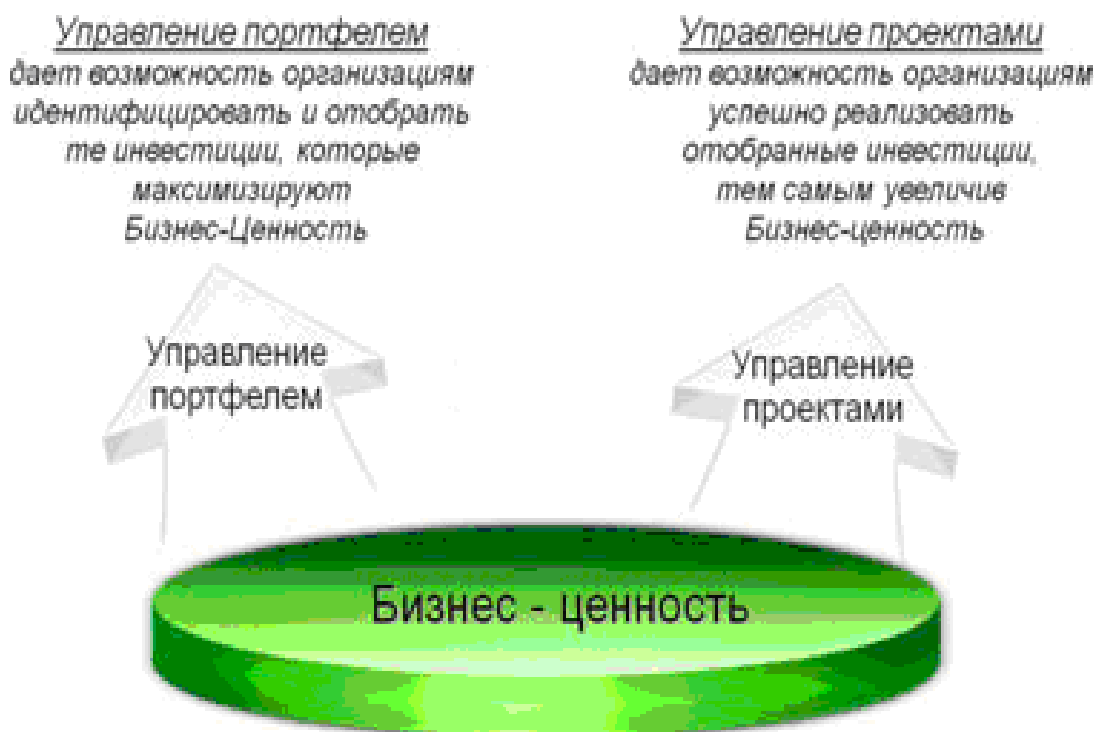 Управление портфелем
дает возможность организациям
идентифицировать и отобрать
те инвестиции, которые
максимизируют
Бизнес-Ценность
Управление проектами
дает возможность организациям
успешно реализовать
отобранные инвестиции,
тем самым увеличив
Бизнес-ценность
Управление
портфелем
Управление
проектами
Бизнес - ценность